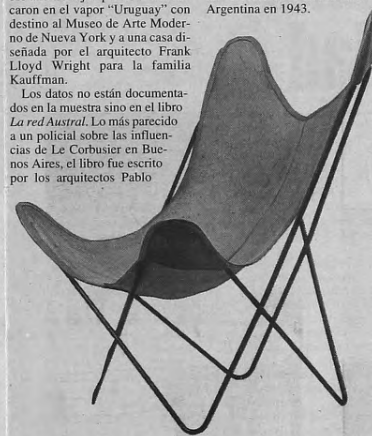 caron en el vapor "Uruguay" con
destino al Museo de Arte Moder-
no de Nueva York y a una casa di-
señada por el arquitecto Frank
Lloyd Wright para la familia
Kauffman.
Los datos no están documenta-
dos en la muestra sino en el libro
La red Austral. Lo más parecido
a un policial sobre las influen-
cias de Le Corbusier en Bue-
nos Aires, el libro fue escrito
por los arquitectos Pablo
Argentina en 1943.